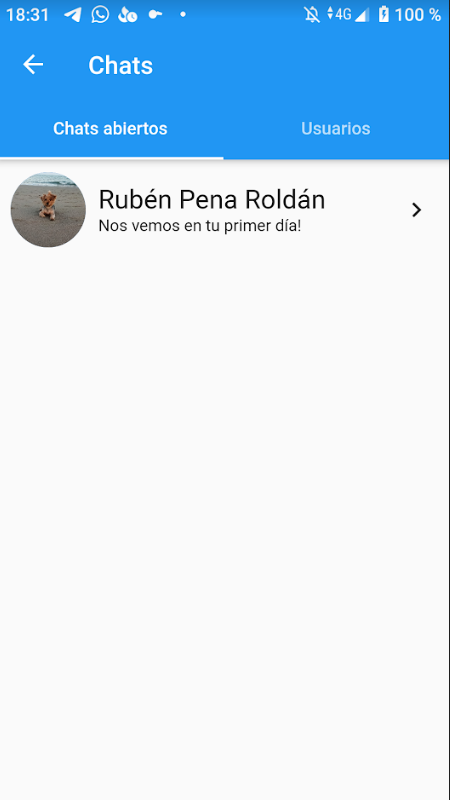 18:31 4G 100 %
Chats
Chats abiertos Usuarios
Rubén Pena Roldán
Nos vemos en tu primer día!